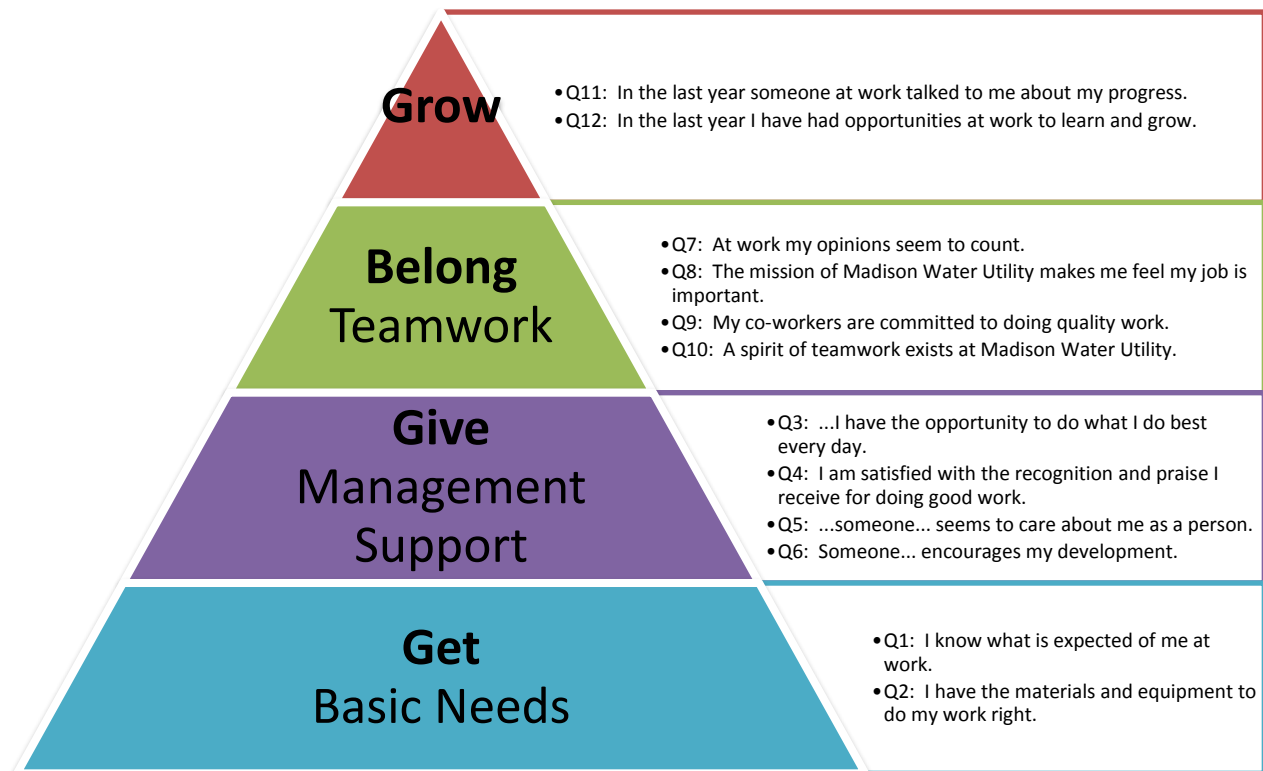 Grow
•Q11: In the last year someone at work talked to me about my progress.
•Q12: In the last year I have had opportunities at work to learn and grow.
Belong
Teamwork
•Q7: At work my opinions seem to count.
•Q8: The mission of Madison Water Utility makes me feel my job is
important.
•Q9: My co-workers are committed to doing quality work.
•Q10: A spirit of teamwork exists at Madison Water Utility.
Give
Management
Support
•Q3: ...I have the opportunity to do what I do best
every day.
•Q4: I am satisfied with the recognition and praise I
receive for doing good work.
•Q5: ...someone... seems to care about me as a person.
•Q6: Someone... encourages my development.
Get
Basic Needs
•Q1: I know what is expected of me at
work.
•Q2: I have the materials and equipment to
do my work right.